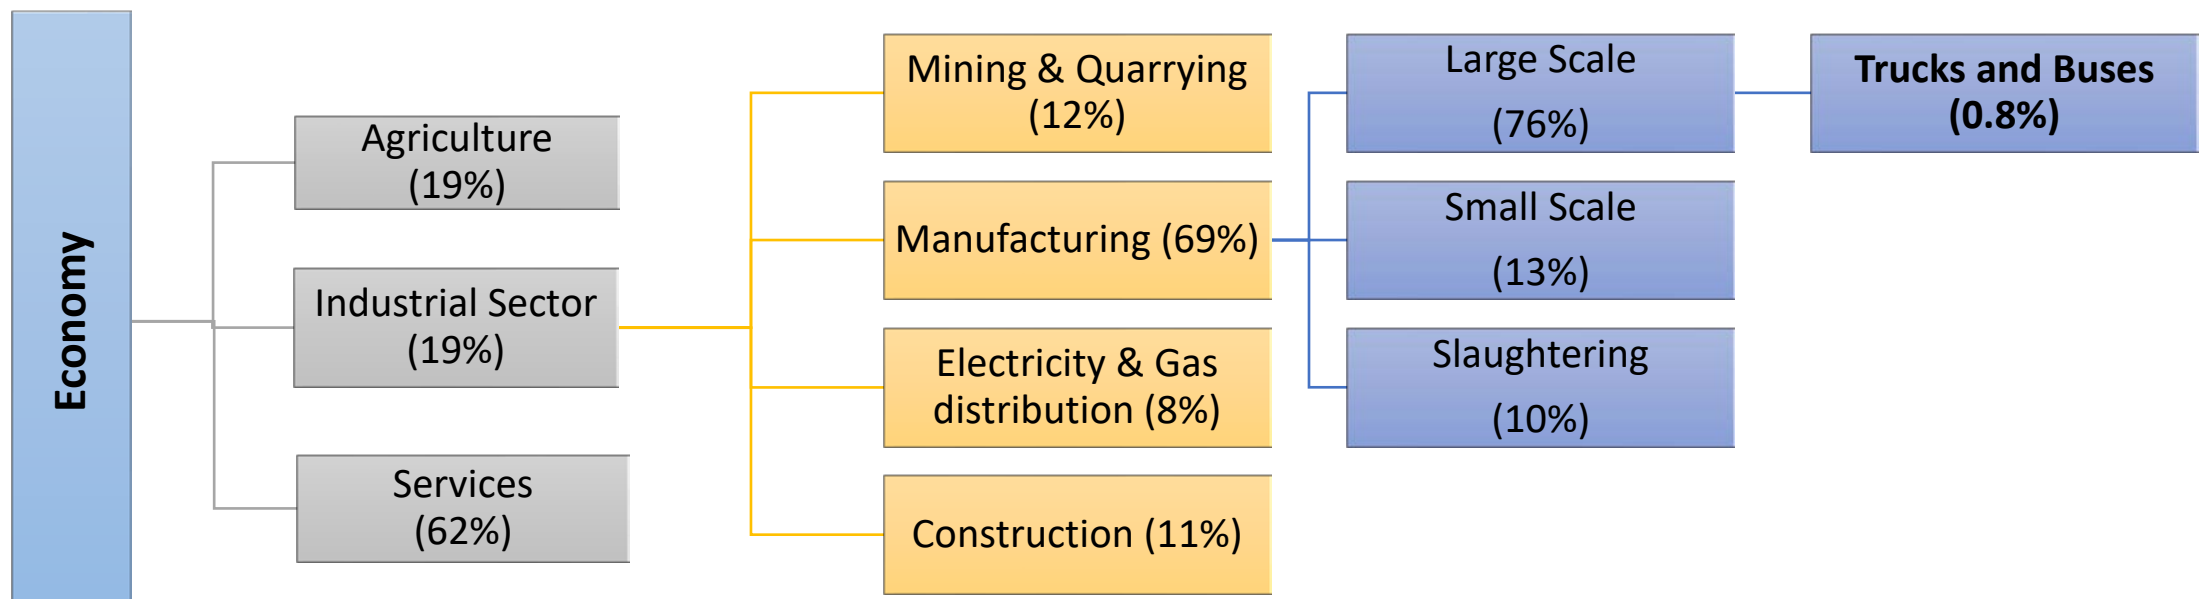 Economy
Agriculture
(19%)
Industrial Sector
(19%)
Services
(62%)
Mining & Quarrying
(12%)
Manufacturing (69%)
Electricity & Gas
distribution (8%)
Construction (11%)
Large Scale
(76%)
Small Scale
(13%)
Slaughtering
(10%)
Trucks and Buses
(0.8%)